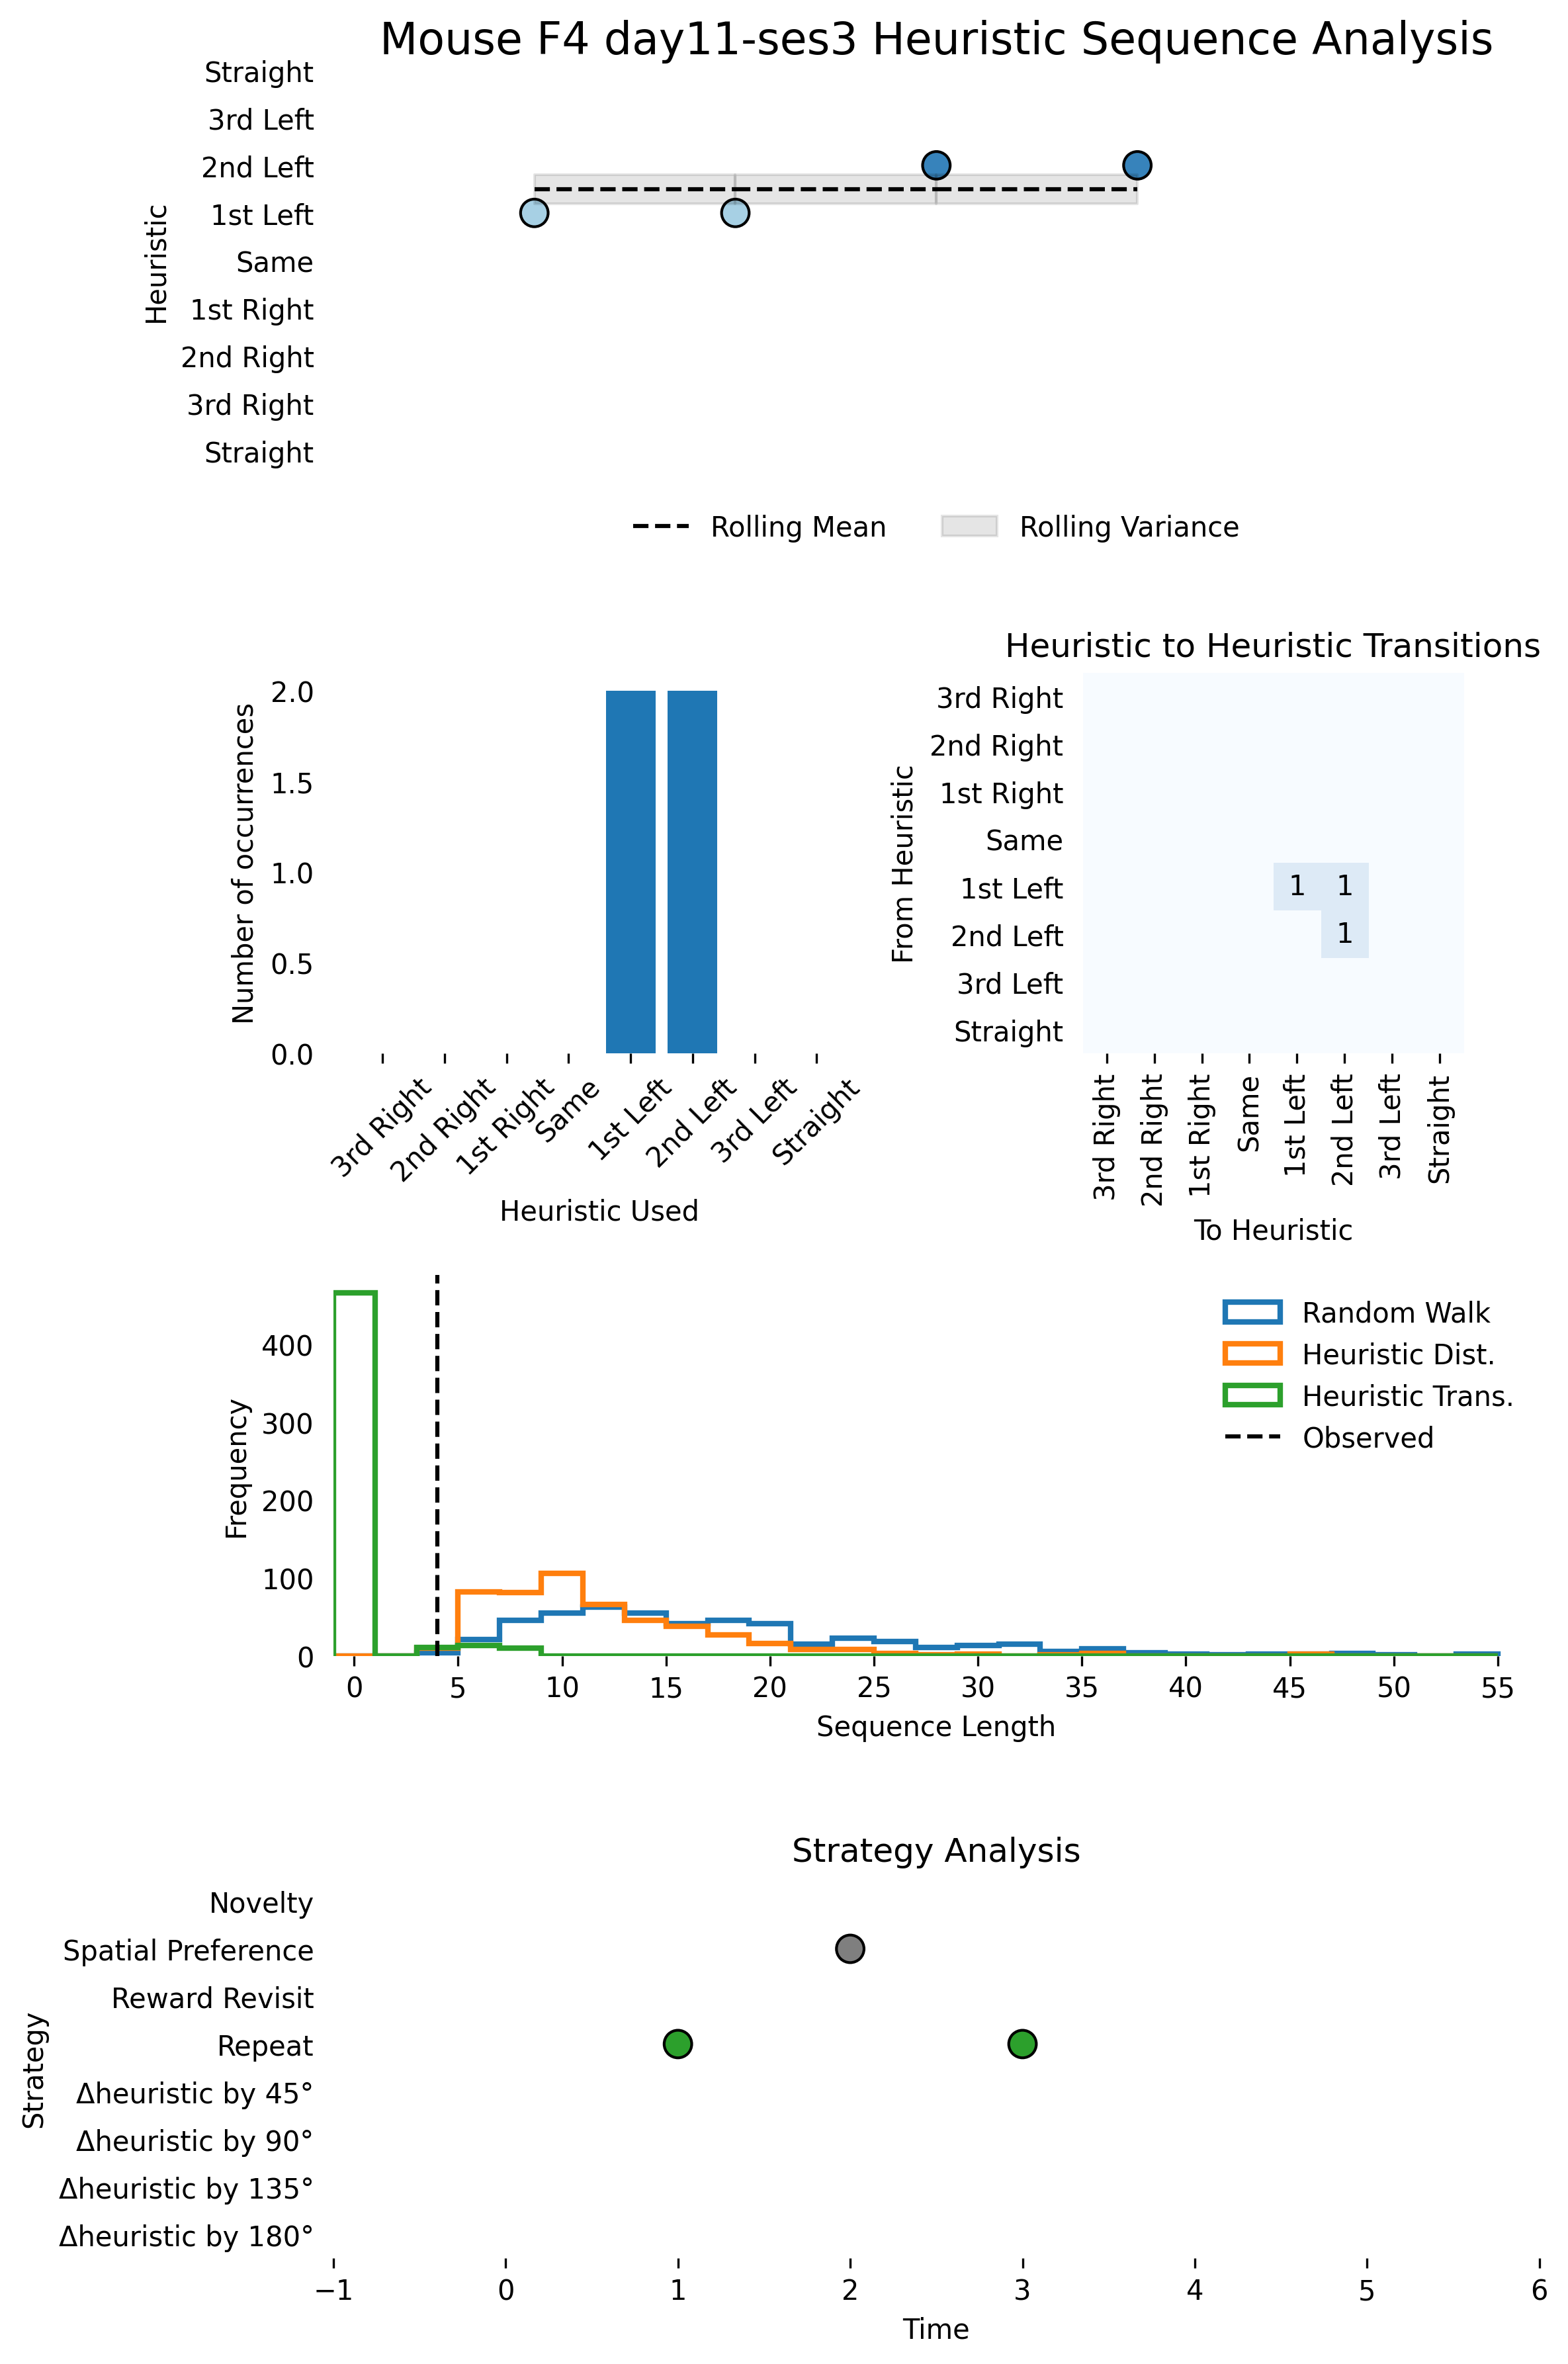 Mouse F4 day11-ses3 Heuristic Sequence Analysis
Straight
3rd Left
2nd Left
1st Left
Same
1st Right
2nd Right
3rd Right
Straight
Heuristic
Rolling Mean
Rolling Variance
2.0
1.5
1.0
0.5
0.0
Number of occurrences
3rd Right
2nd Right
1st Right
Same
1st Left
2nd Left
3rd Left
Straight
Heuristic Used
Heuristic to Heuristic Transitions
3rd Right
2nd Right
1st Right
Same
1st Left
2nd Left
3rd Left
Straight
From Heuristic
1 1
1
3rd Right
2nd Right
1st Right
Same
1st Left
2nd Left
3rd Left
Straight
To Heuristic
400
300
200
100
0
Frequency
Random Walk
Heuristic Dist.
Heuristic Trans.
Observed
0 5 10 15 20 25 30 35 40 45 50 55
Sequence Length
Strategy Analysis
Novelty
Spatial Preference
Reward Revisit
Repeat
Δheuristic by 45°
Δheuristic by 90°
Δheuristic by 135°
Δheuristic by 180°
Strategy
−1 0 1 2 3 4 5 6
Time